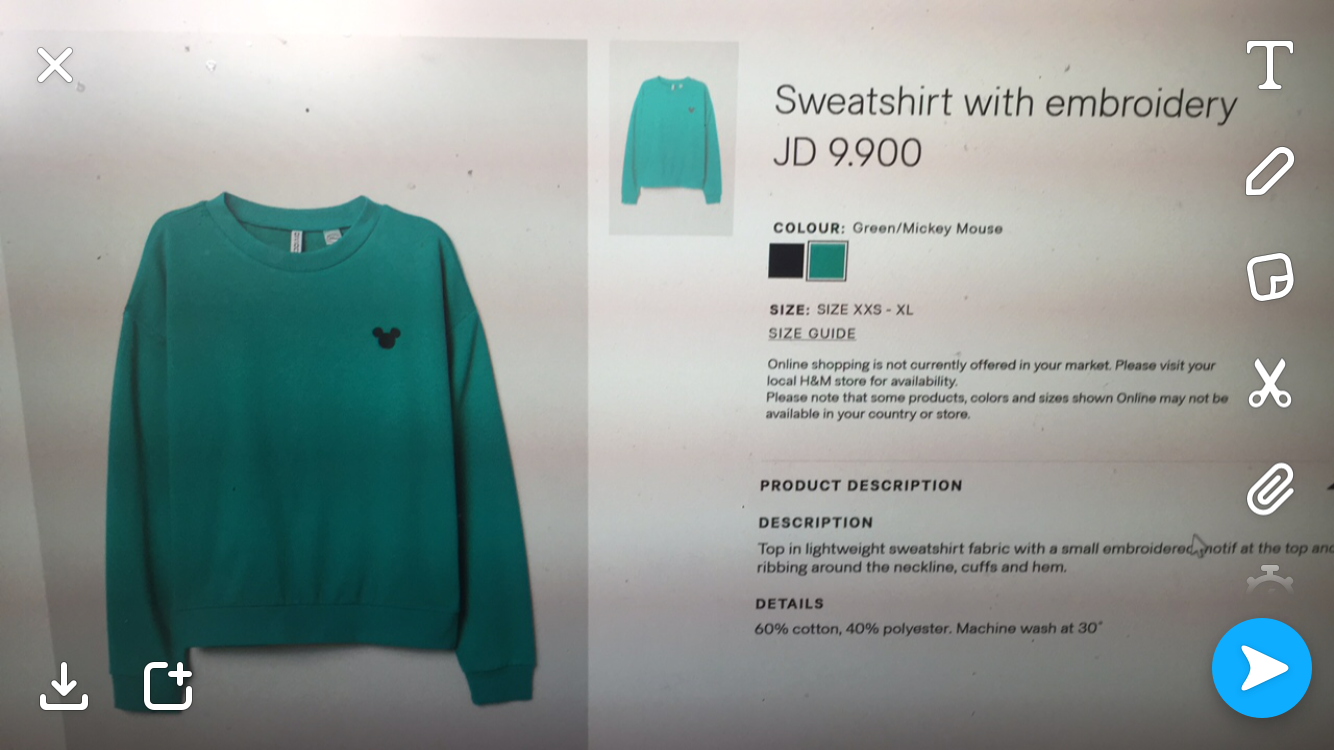 Sweatshirt with embroidery
JD 9.900
COLOUR: Green/Mickey Mouse
SIZE: SIZE XXS - XL
SIZE GUIDE
Online shopping is not currently offered in your market. Please visit your
local H&M store for availability.
Please note that some products, colors and sizes shown Online may not be
available in your country or store.
PRODUCT DESCRIPTION
DESCRIPTION
Top in lightweight sweatshirt fabric with a small embroidered motif at the top and
ribbing around the neckline, cuffs and hem.
DETAILS
60% cotton, 40% polyester. Machine wash at 30°
T